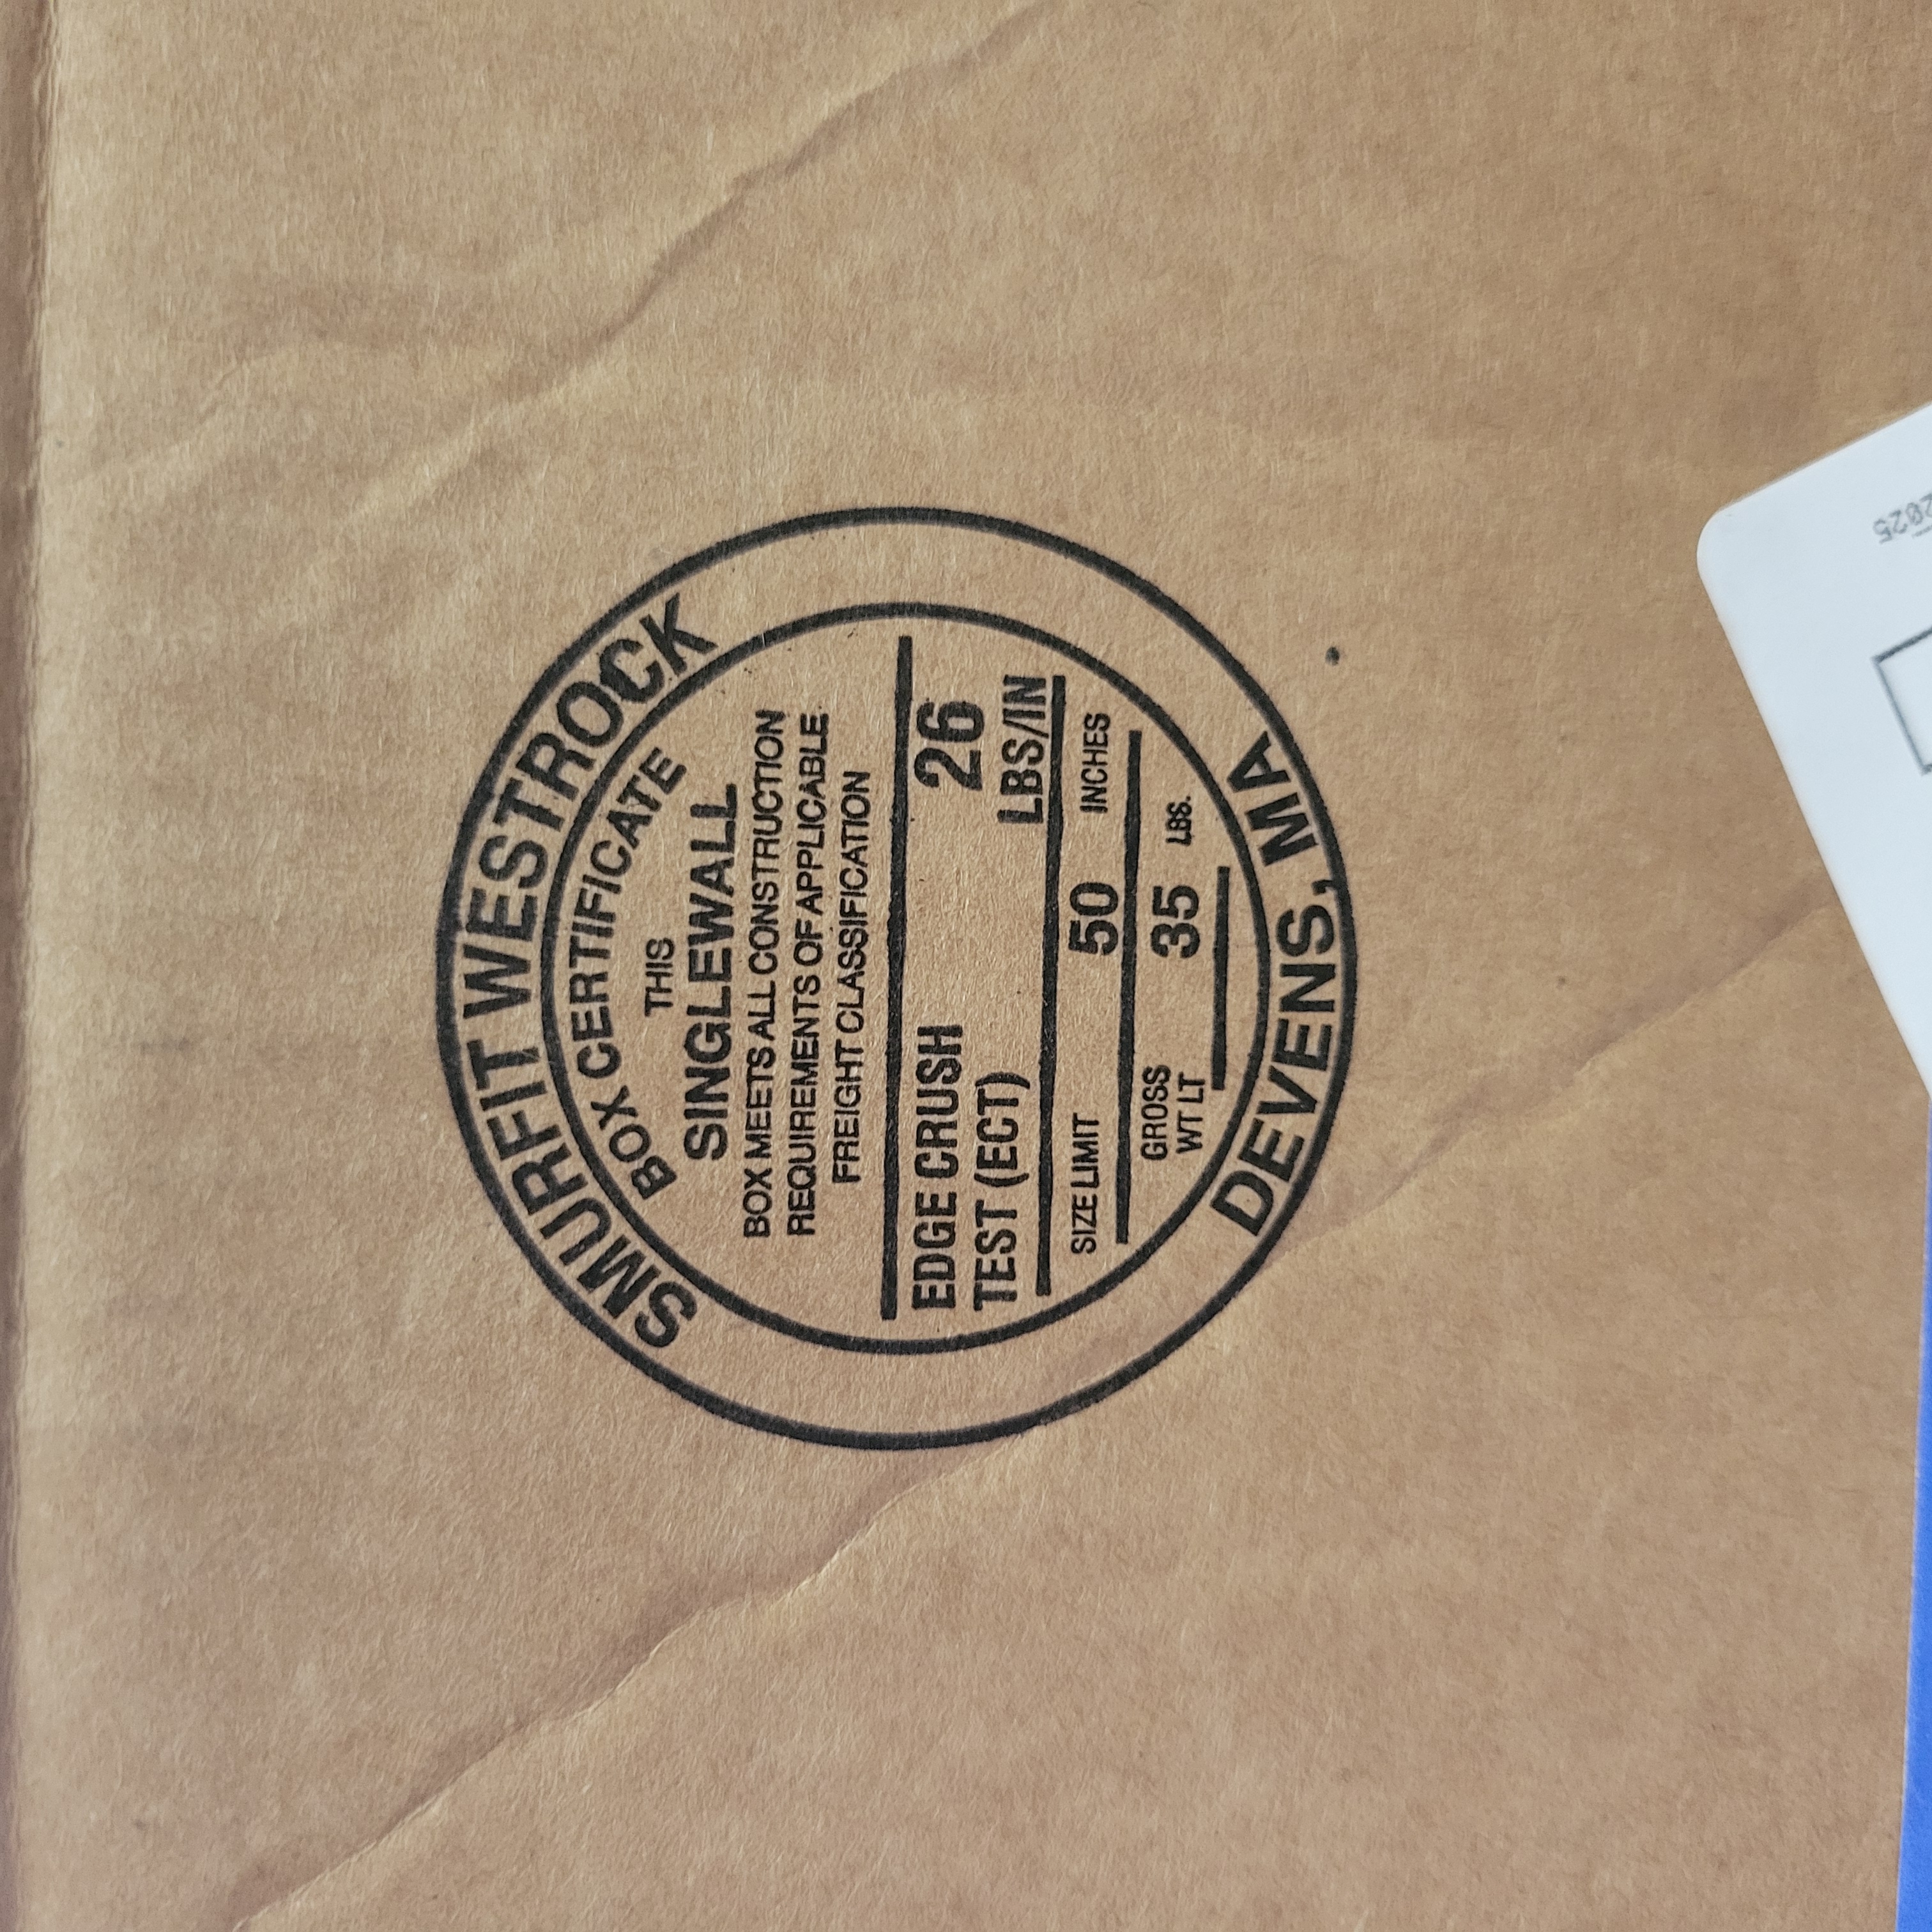 SMURFIT WESTROCK
BOX CERTIFICATE
THIS
SINGLEWALL
BOX MEETS ALL CONSTRUCTION
REQUIREMENTS OF APPLICABLE
FREIGHT CLASSIFICATION
EDGE CRUSH 26
TEST (ECT) LBS/IN
SIZE LIMIT 50 INCHES
GROSS
WT LT 35 LBS.
DEVENS, MA
2025